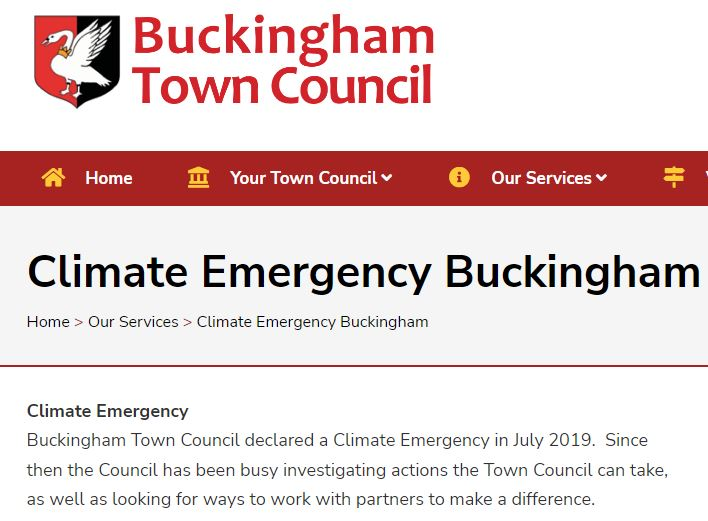 Buckingham
Town Council
Home Your Town Council Our Services
Climate Emergency Buckingham
Home > Our Services > Climate Emergency Buckingham
Climate Emergency
Buckingham Town Council declared a Climate Emergency in July 2019.  Since
then the Council has been busy investigating actions the Town Council can take,
as well as looking for ways to work with partners to make a difference.